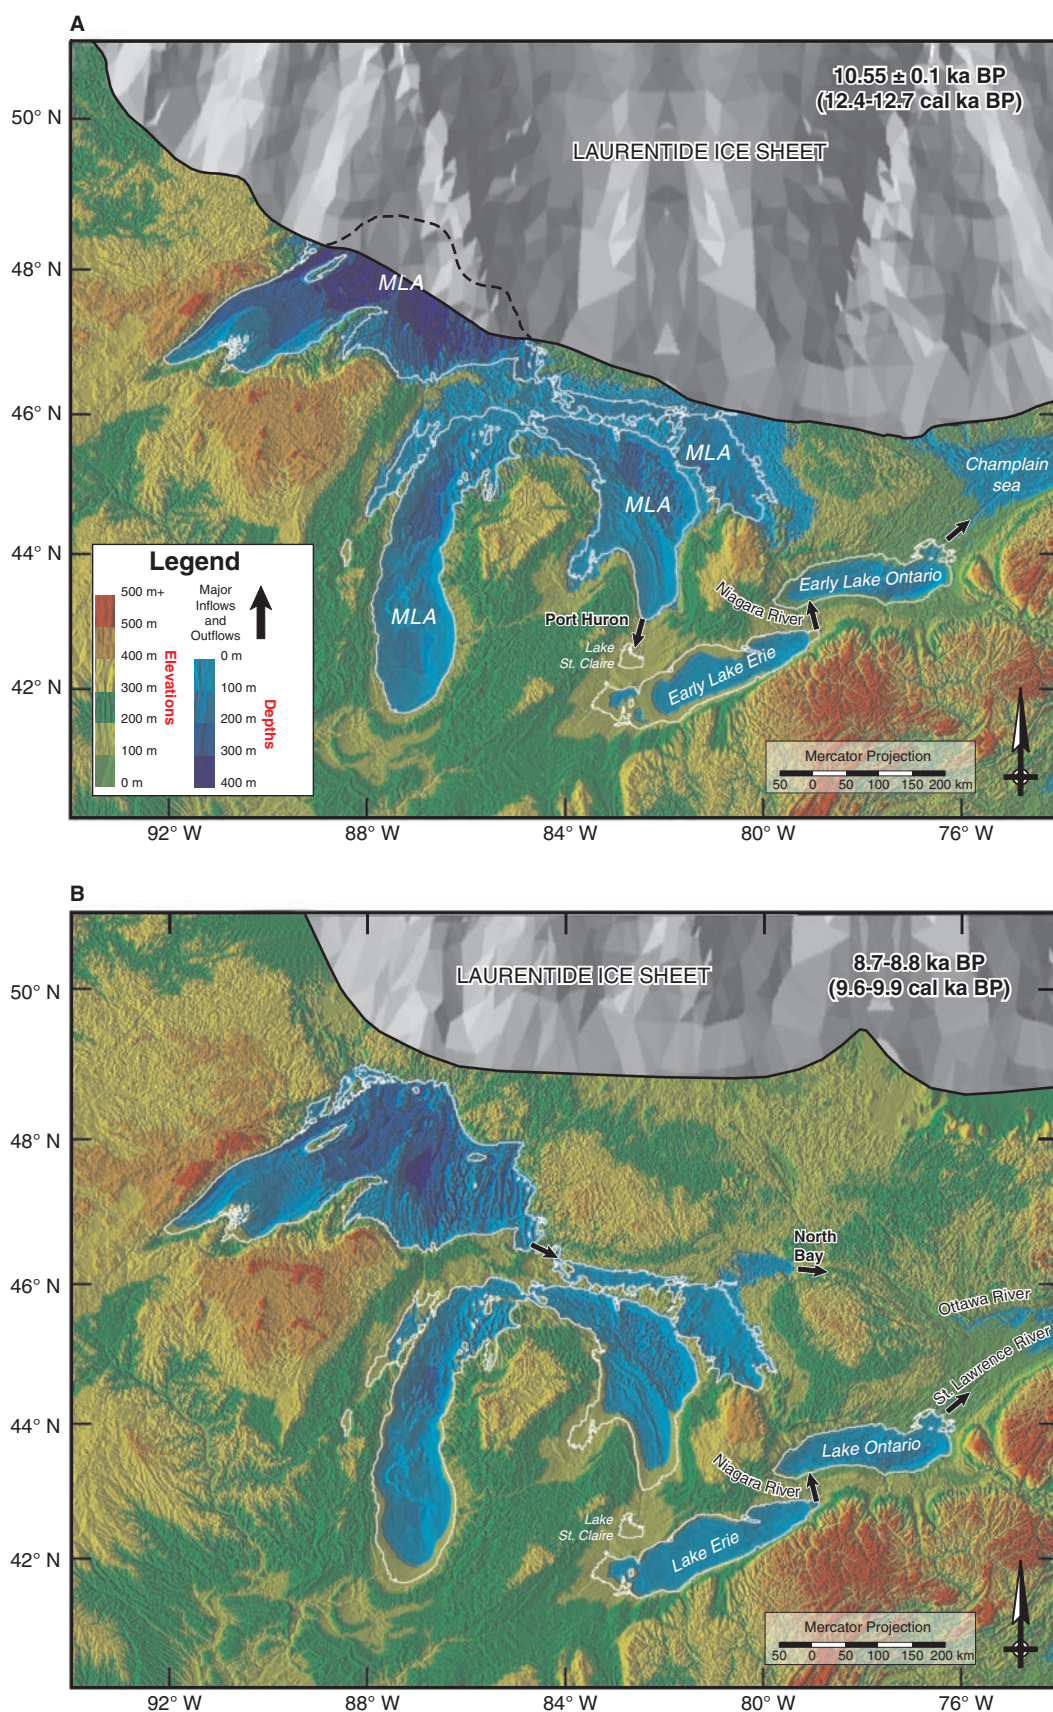 A
10.55 ± 0.1 ka BP
(12.4-12.7 cal ka BP)
LAURENTIDE ICE SHEET
50° N
48° N
46° N
44° N
42° N
MLA
MLA
MLA
MLA
Champlain
sea
Early Lake Ontario
Niagara River
Port Huron
Lake
St. Claire
Early Lake Erie
Legend
500 m+
500 m
400 m
300 m
200 m
100 m
0 m
Elevations
Major
Inflows
and
Outflows
0 m
100 m
200 m
300 m
400 m
Depths
Mercator Projection
50 0 50 100 150 200 km
92° W 88° W 84° W 80° W 76° W
B
LAURENTIDE ICE SHEET
8.7-8.8 ka BP
(9.6-9.9 cal ka BP)
50° N
48° N
46° N
44° N
42° N
North
Bay
Ottawa River
St. Lawrence River
Lake Ontario
Niagara River
Lake
St. Claire
Lake Erie
Mercator Projection
50 0 50 100 150 200 km
92° W 88° W 84° W 80° W 76° W